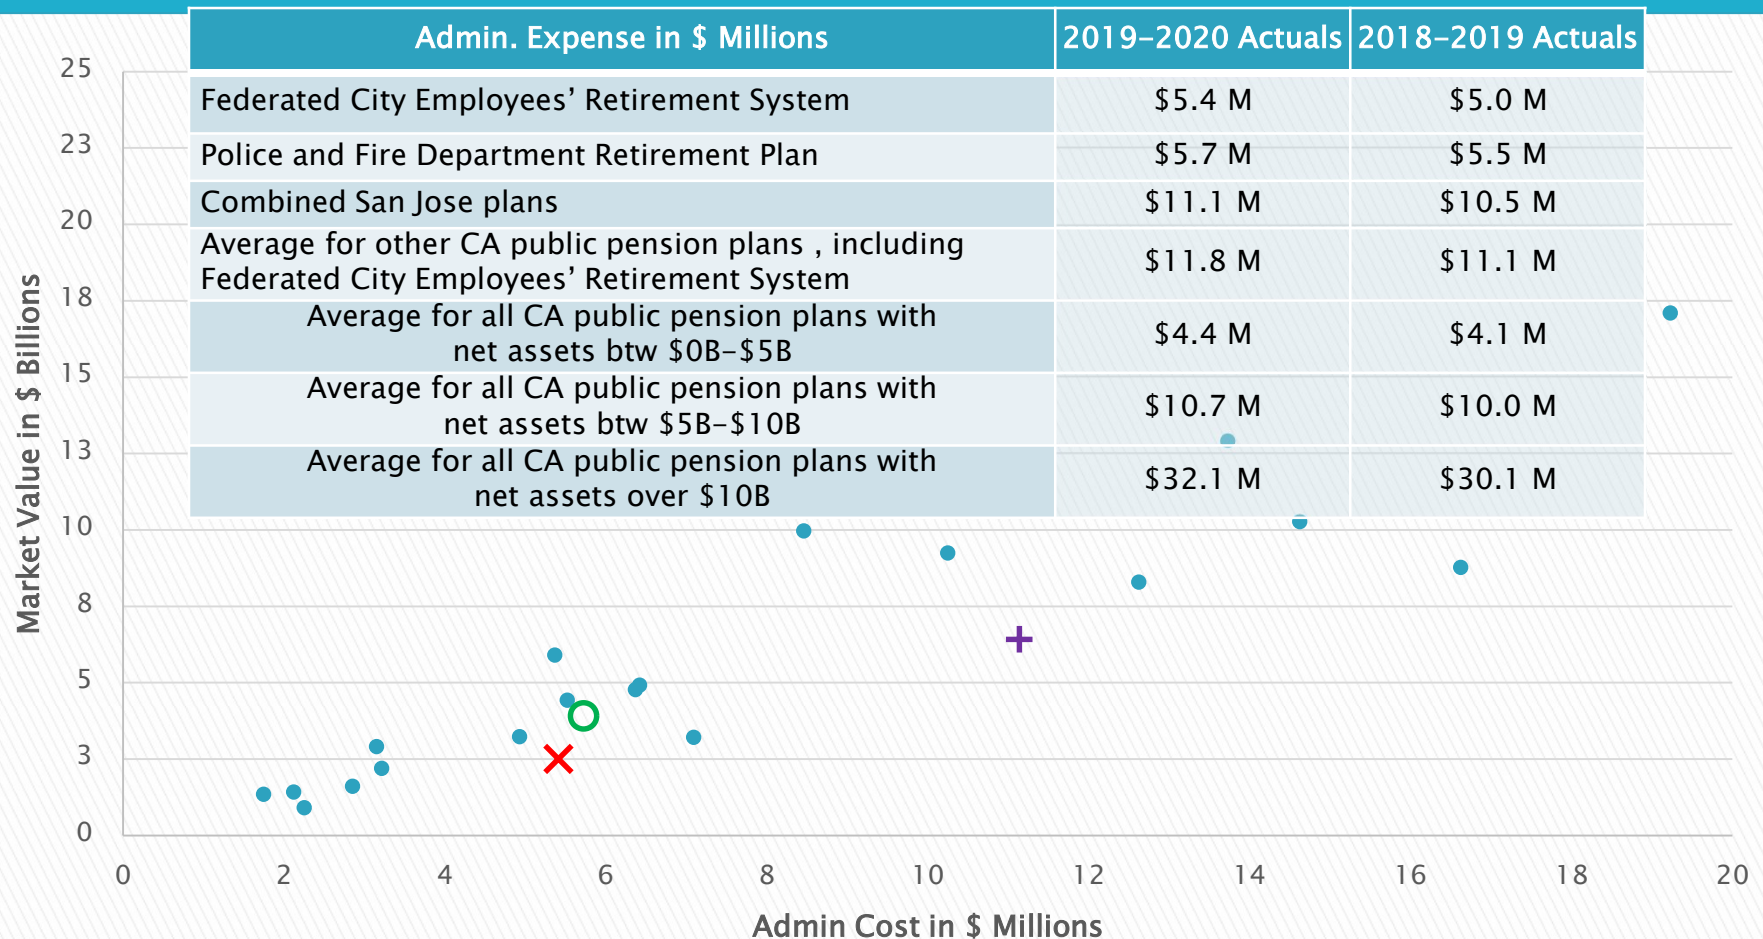 Admin. Expense in $ Millions 2019-2020 Actuals 2018-2019 Actuals
Federated City Employees’ Retirement System $5.4 M $5.0 M
Police and Fire Department Retirement Plan $5.7 M $5.5 M
Combined San Jose plans $11.1 M $10.5 M
Average for other CA public pension plans , including
Federated City Employees’ Retirement System $11.8 M $11.1 M
Average for all CA public pension plans with
net assets btw $0B-$5B $4.4 M $4.1 M
Average for all CA public pension plans with
net assets btw $5B-$10B $10.7 M $10.0 M
Average for all CA public pension plans with
net assets over $10B $32.1 M $30.1 M
Market Value in $ Billions
25
23
20
18
15
13
10
8
5
3
0
0 2 4 6 8 10 12 14 16 18 20
Admin Cost in $ Millions